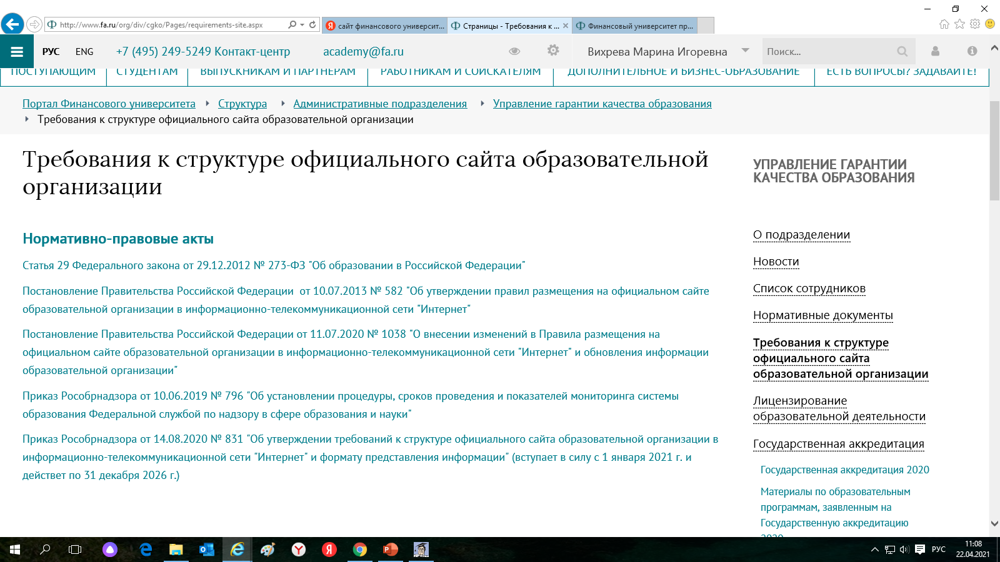 http://www.fa.ru/org/div/cgko/Pages/requirements-site.aspx
сайт финансового университ...
Страницы - Требования к ...
Финансовый университет пр...
РУС
ENG
+7 (495) 249-5249 Контакт-центр
academy@fa.ru
Вихрева Марина Игоревна
Поиск...
ПОСТУПАЮЩИМ
СТУДЕНТАМ
ВЫПУСКНИКАМ И ПАРТНЕРАМ
РАБОТНИКАМ И СОИСКАТЕЛЯМ
ДОПОЛНИТЕЛЬНОЕ И БИЗНЕС-ОБРАЗОВАНИЕ
ЕСТЬ ВОПРОСЫ? ЗАДАВАЙТЕ!
Портал Финансового университета
Структура
Административные подразделения
Управление гарантии качества образования
Требования к структуре официального сайта образовательной организации
Требования к структуре официального сайта образовательной
организации
Нормативно-правовые акты
Статья 29 Федерального закона от 29.12.2012 № 273-ФЗ "Об образовании в Российской Федерации"
Постановление Правительства Российской Федерации от 10.07.2013 № 582 "Об утверждении правил размещения на официальном сайте
образовательной организации в информационно-телекоммуникационной сети "Интернет"
Постановление Правительства Российской Федерации от 11.07.2020 № 1038 "О внесении изменений в Правила размещения на
официальном сайте образовательной организации в информационно-телекоммуникационной сети "Интернет" и обновления информации
образовательной организации"
Приказ Рособрнадзора от 10.06.2019 № 796 "Об установлении процедуры, сроков проведения и показателей мониторинга системы
образования Федеральной службой по надзору в сфере образования и науки"
Приказ Рособрнадзора от 14.08.2020 № 831 "Об утверждении требований к структуре официального сайта образовательной организации в
информационно-телекоммуникационной сети "Интернет" и формату представления информации" (вступает в силу с 1 января 2021 г. и
действет по 31 декабря 2026 г.)
УПРАВЛЕНИЕ ГАРАНТИИ
КАЧЕСТВА ОБРАЗОВАНИЯ
О подразделении
Новости
Список сотрудников
Нормативные документы
Требования к структуре
официального сайта
образовательной организации
Лицензирование
образовательной деятельности
Государственная аккредитация
Государственная аккредитация 2020
Материалы по образовательным
программам, заявленным на
Государственную аккредитацию
2020
РУС
11:08
22.04.2021